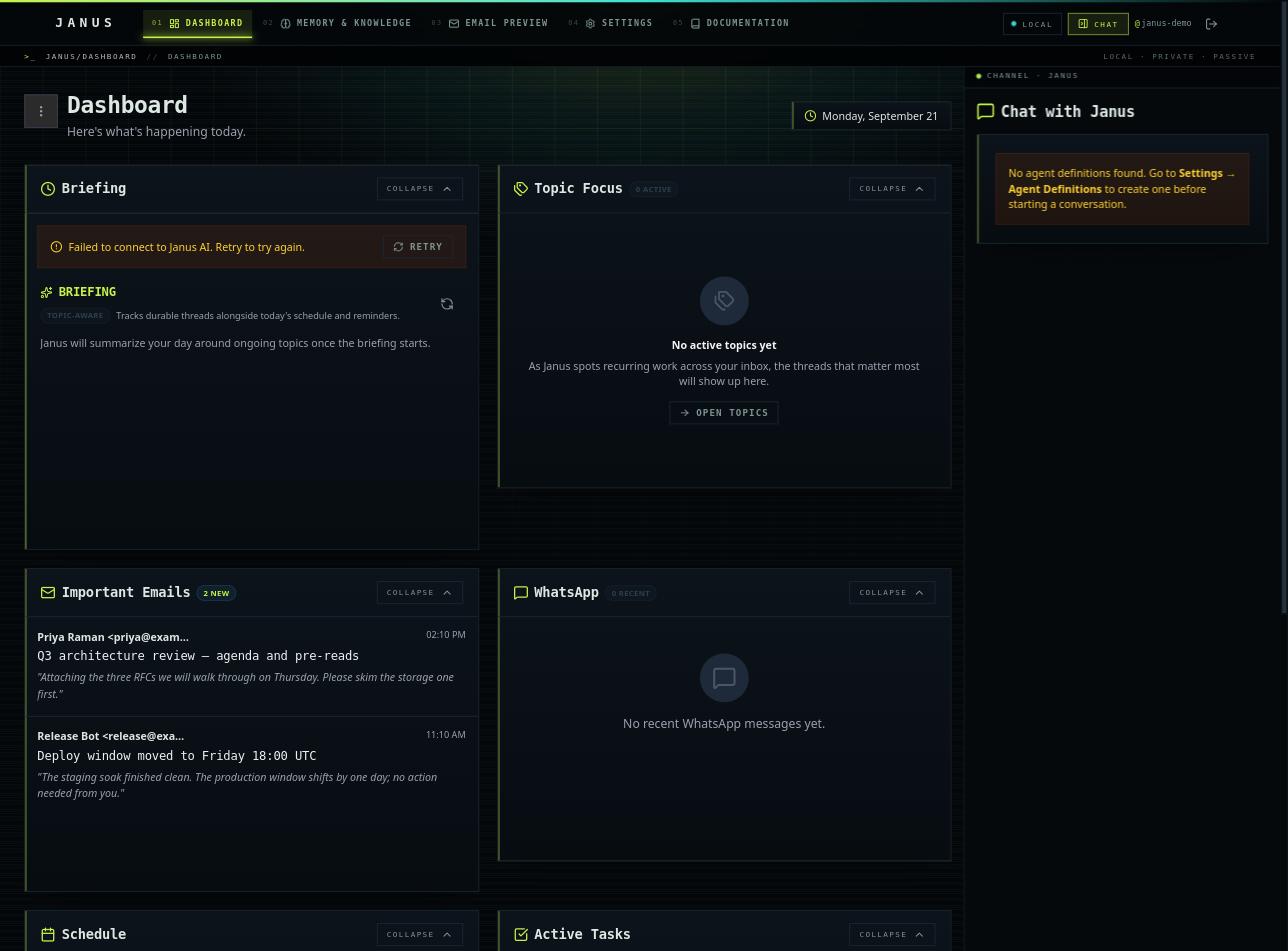 JANUS
01 DASHBOARD
02 MEMORY & KNOWLEDGE
03 EMAIL PREVIEW
04 SETTINGS
05 DOCUMENTATION
LOCAL
CHAT
@janus-demo
>_ JANUS/DASHBOARD // DASHBOARD
LOCAL · PRIVATE · PASSIVE
Dashboard
Here's what's happening today.
Monday, September 21
Briefing
COLLAPSE
Failed to connect to Janus AI. Retry to try again.
RETRY
BRIEFING
TOPIC-AWARE Tracks durable threads alongside today's schedule and reminders.
Janus will summarize your day around ongoing topics once the briefing starts.
Topic Focus 0 ACTIVE
COLLAPSE
No active topics yet
As Janus spots recurring work across your inbox, the threads that matter most
will show up here.
OPEN TOPICS
Important Emails 2 NEW
COLLAPSE
Priya Raman <priya@exam...
02:10 PM
Q3 architecture review — agenda and pre-reads
"Attaching the three RFCs we will walk through on Thursday. Please skim the storage one
first."
Release Bot <release@exa...
11:10 AM
Deploy window moved to Friday 18:00 UTC
"The staging soak finished clean. The production window shifts by one day; no action
needed from you."
WhatsApp 0 RECENT
COLLAPSE
No recent WhatsApp messages yet.
Schedule
COLLAPSE
Active Tasks
COLLAPSE
CHANNEL · JANUS
Chat with Janus
No agent definitions found. Go to Settings →
Agent Definitions to create one before
starting a conversation.